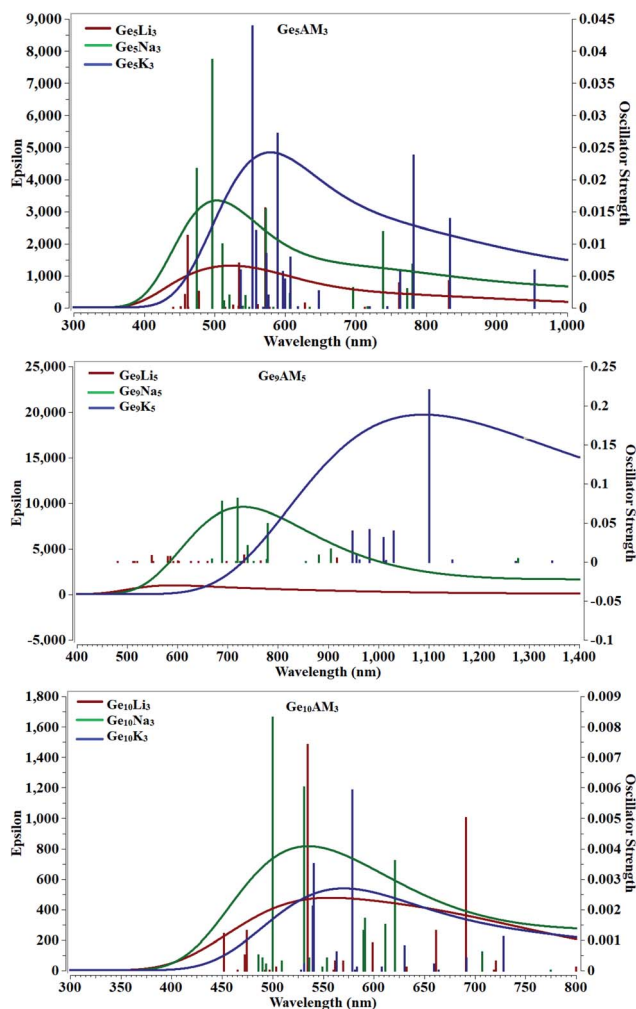 Ge5AM3
Ge5Li3
Ge5Na3
Ge5K3
Epsilon
9,000
8,000
7,000
6,000
5,000
4,000
3,000
2,000
1,000
0
0.045
0.04
0.035
0.03
0.025
0.02
0.015
0.01
0.005
0
Oscillator Strength
300 400 500 600 700 800 900 1,000
Wavelength (nm)
Ge9AM5
Ge9Li5
Ge9Na5
Ge9K5
Epsilon
25,000
20,000
15,000
10,000
5,000
0
-5,000
0.25
0.2
0.15
0.1
0.05
0
-0.05
-0.1
Oscillator Strength
400 500 600 700 800 900 1,000 1,100 1,200 1,300 1,400
Wavelength (nm)
Ge10AM3
Ge10Li3
Ge10Na3
Ge10K3
Epsilon
1,800
1,600
1,400
1,200
1,000
800
600
400
200
0
0.009
0.008
0.007
0.006
0.005
0.004
0.003
0.002
0.001
0
Oscillator Strength
300 350 400 450 500 550 600 650 700 750 800
Wavelength (nm)